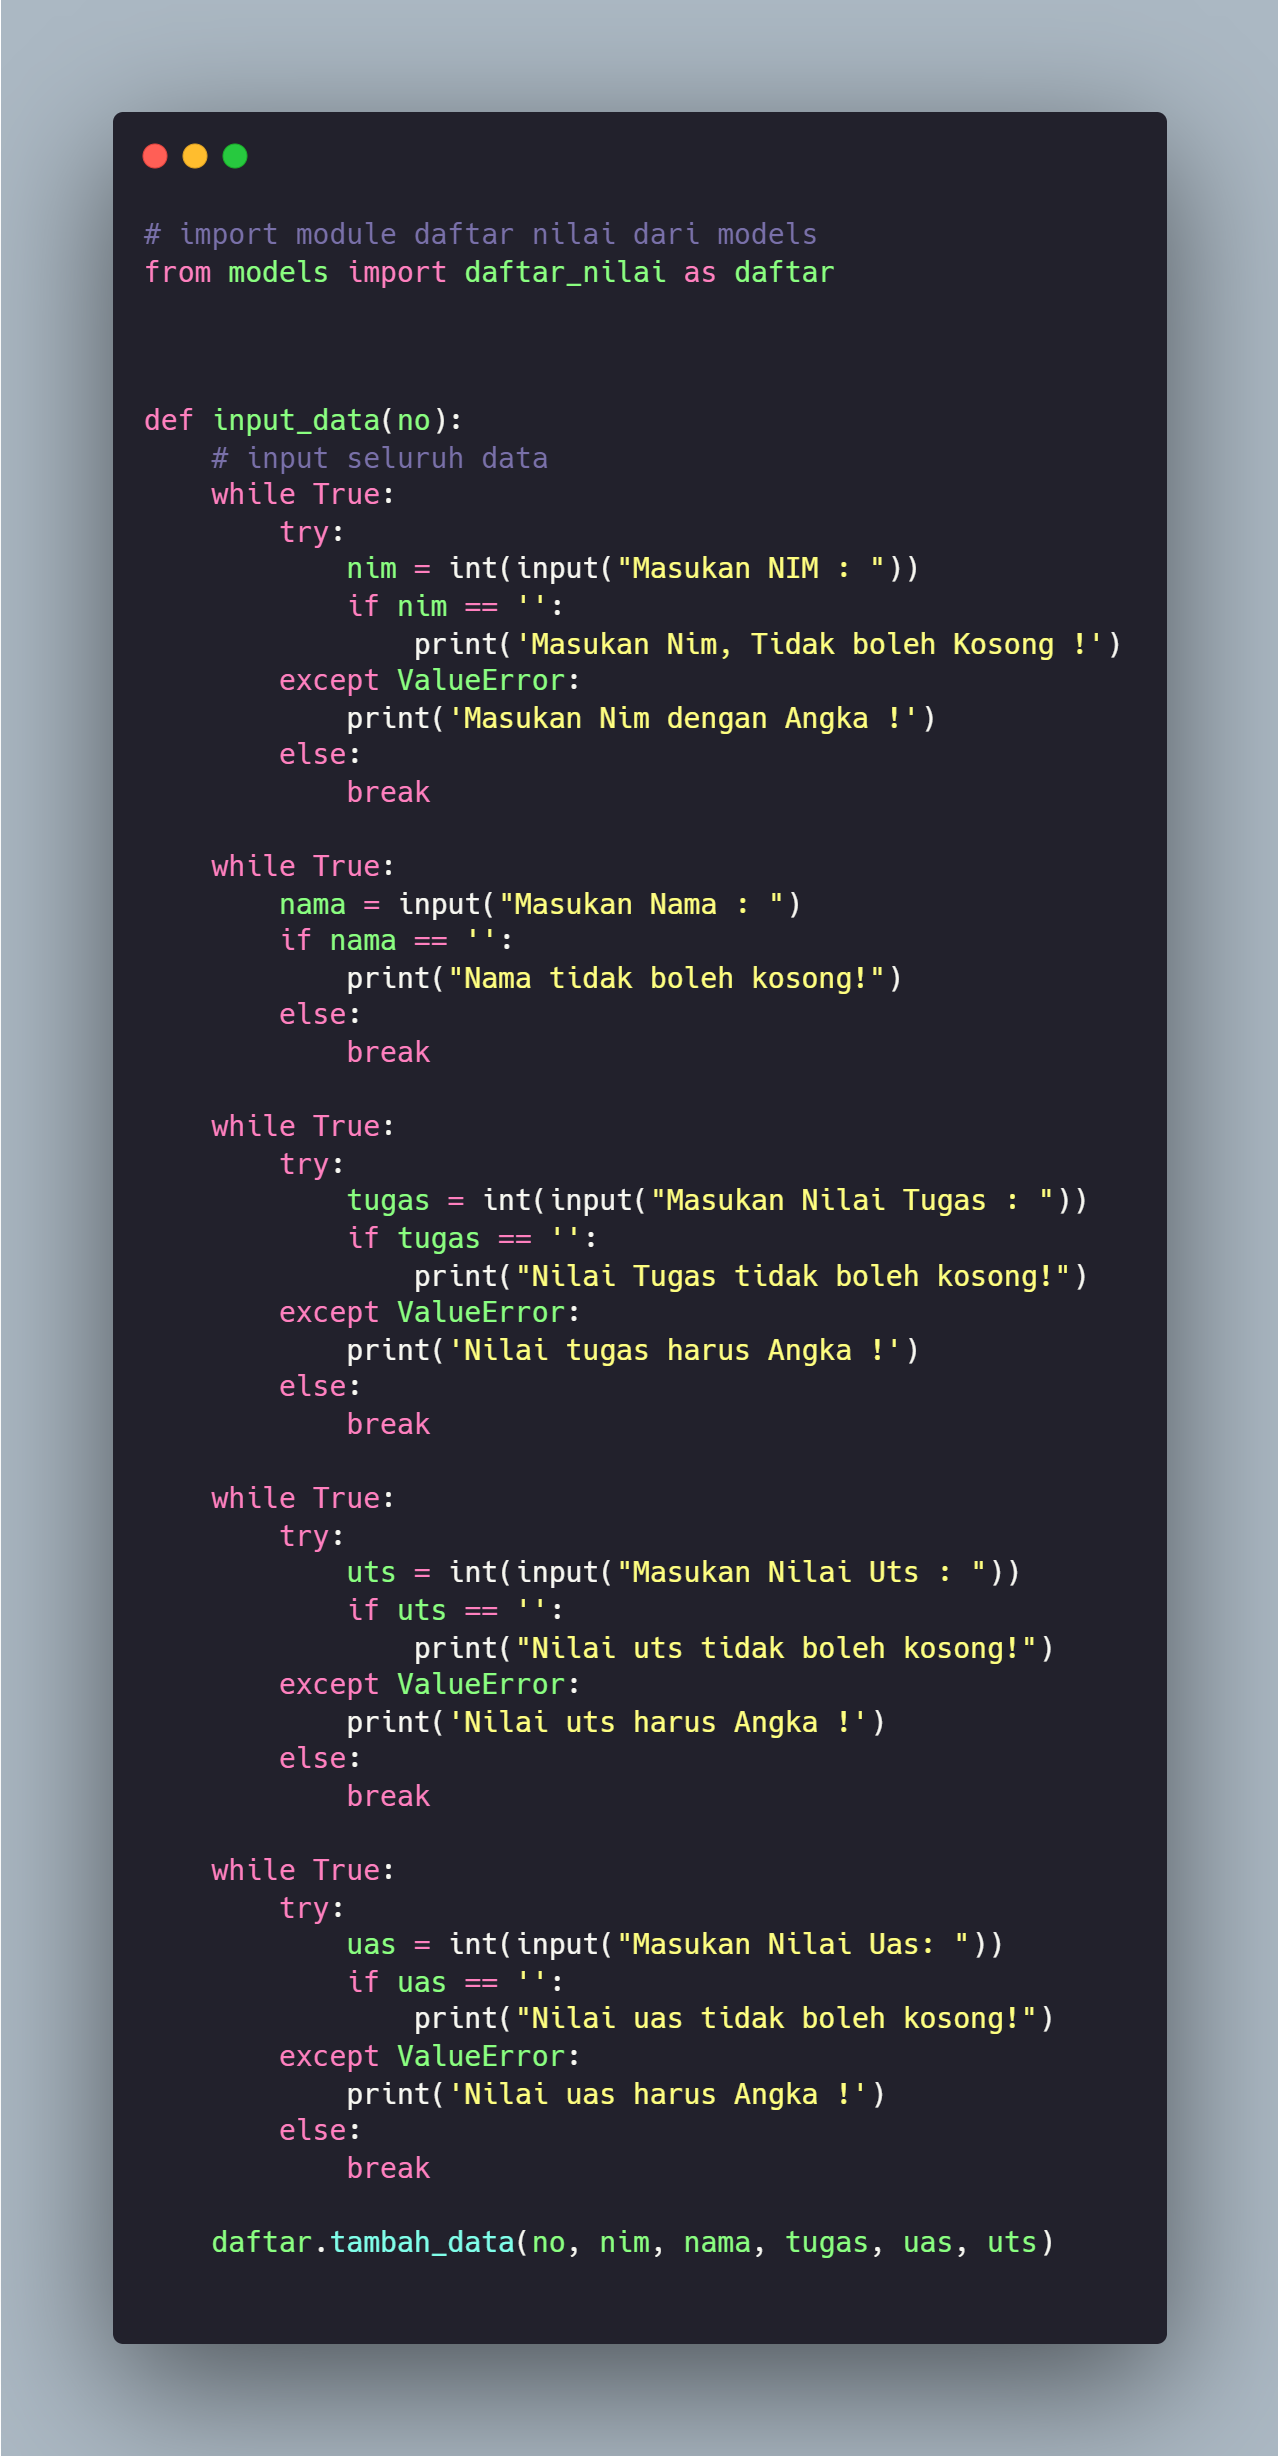 # import module daftar nilai dari models
from models import daftar_nilai as daftar
def input_data(no):
    # input seluruh data
    while True:
        try:
            nim = int(input("Masukan NIM : "))
            if nim == '':
                print('Masukan Nim, Tidak boleh Kosong !')
        except ValueError:
            print('Masukan Nim dengan Angka !')
        else:
            break
    while True:
        nama = input("Masukan Nama : ")
        if nama == '':
            print("Nama tidak boleh kosong!")
        else:
            break
    while True:
        try:
            tugas = int(input("Masukan Nilai Tugas : "))
            if tugas == '':
                print("Nilai Tugas tidak boleh kosong!")
        except ValueError:
            print('Nilai tugas harus Angka !')
        else:
            break
    while True:
        try:
            uts = int(input("Masukan Nilai Uts : "))
            if uts == '':
                print("Nilai uts tidak boleh kosong!")
        except ValueError:
            print('Nilai uts harus Angka !')
        else:
            break
    while True:
        try:
            uas = int(input("Masukan Nilai Uas: "))
            if uas == '':
                print("Nilai uas tidak boleh kosong!")
        except ValueError:
            print('Nilai uas harus Angka !')
        else:
            break
    daftar.tambah_data(no, nim, nama, tugas, uas, uts)